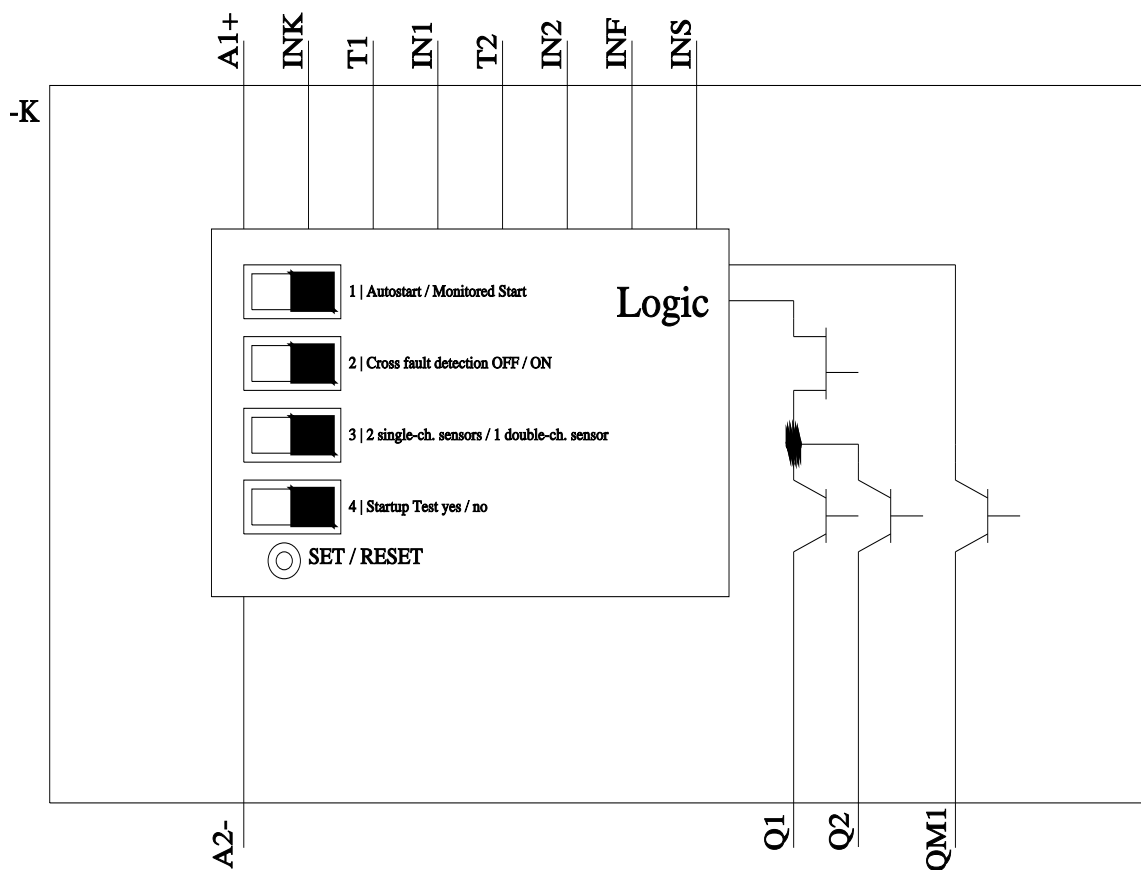 A1+
INK
T1
IN1
T2
IN2
INF
INS
-K
1 | Autostart / Monitored Start
Logic
2 | Cross fault detection OFF / ON
3 | 2 single-ch. sensors / 1 double-ch. sensor
4 | Startup Test yes / no
SET / RESET
A2-
Q1
Q2
QM1